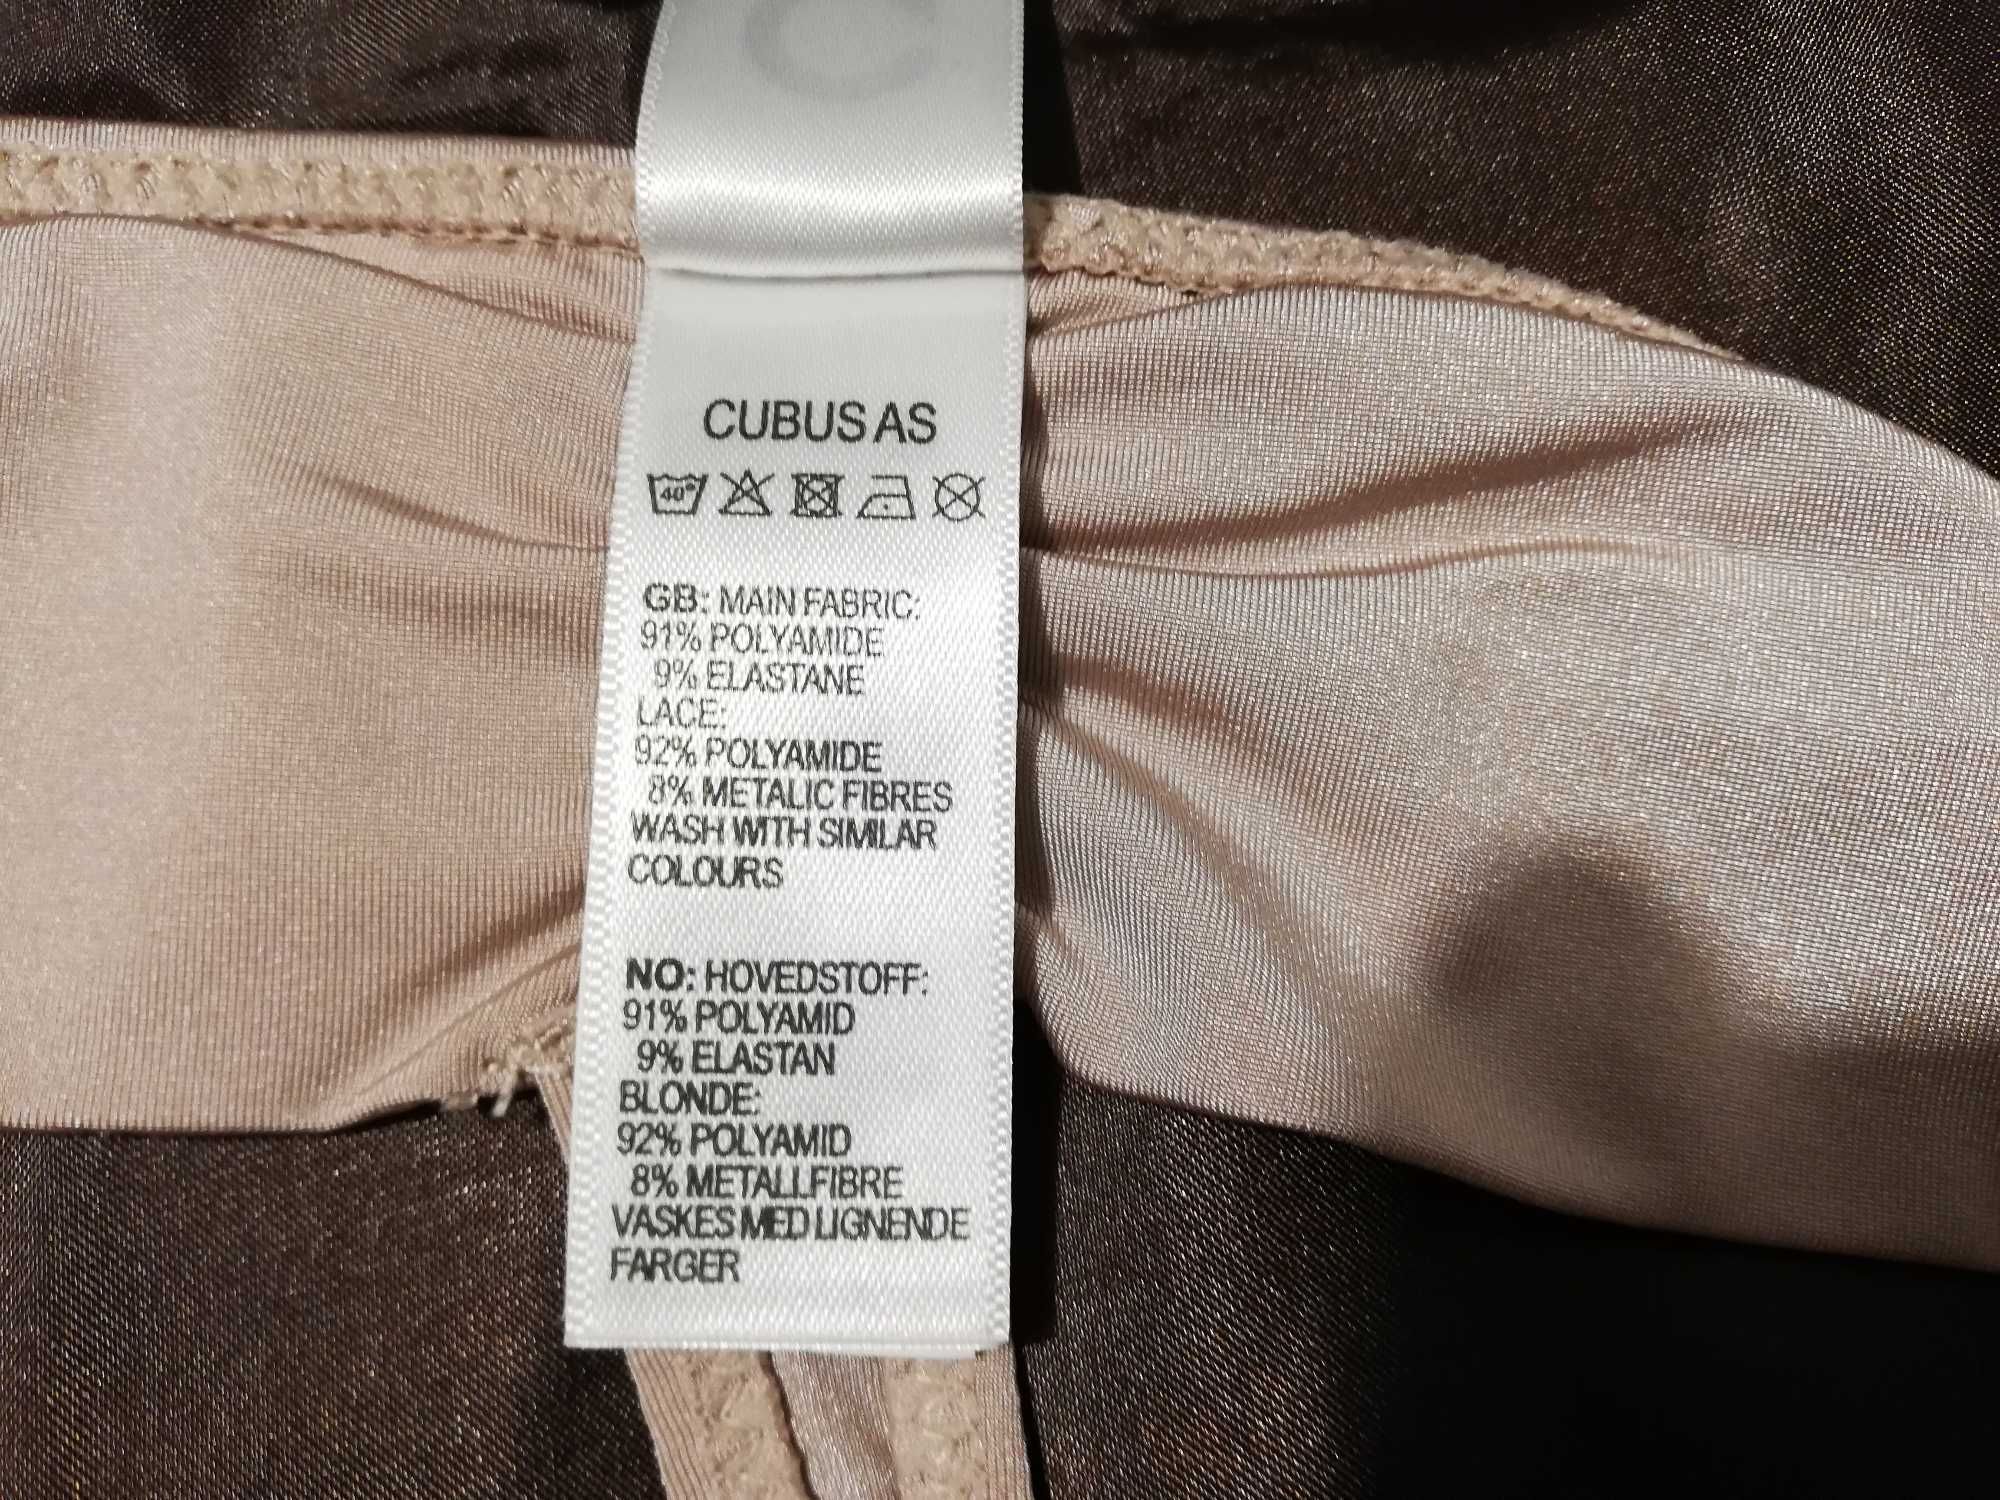 CUBUS AS
40°
GB: MAIN FABRIC:
91% POLYAMIDE
9% ELASTANE
LACE:
92% POLYAMIDE
8% METALIC FIBRES
WASH WITH SIMILAR
COLOURS
NO: HOVEDSTOFF:
91% POLYAMID
9% ELASTAN
BLONDE:
92% POLYAMID
8% METALLFIBRE
VASKES MED LIGNENDE
FARGER